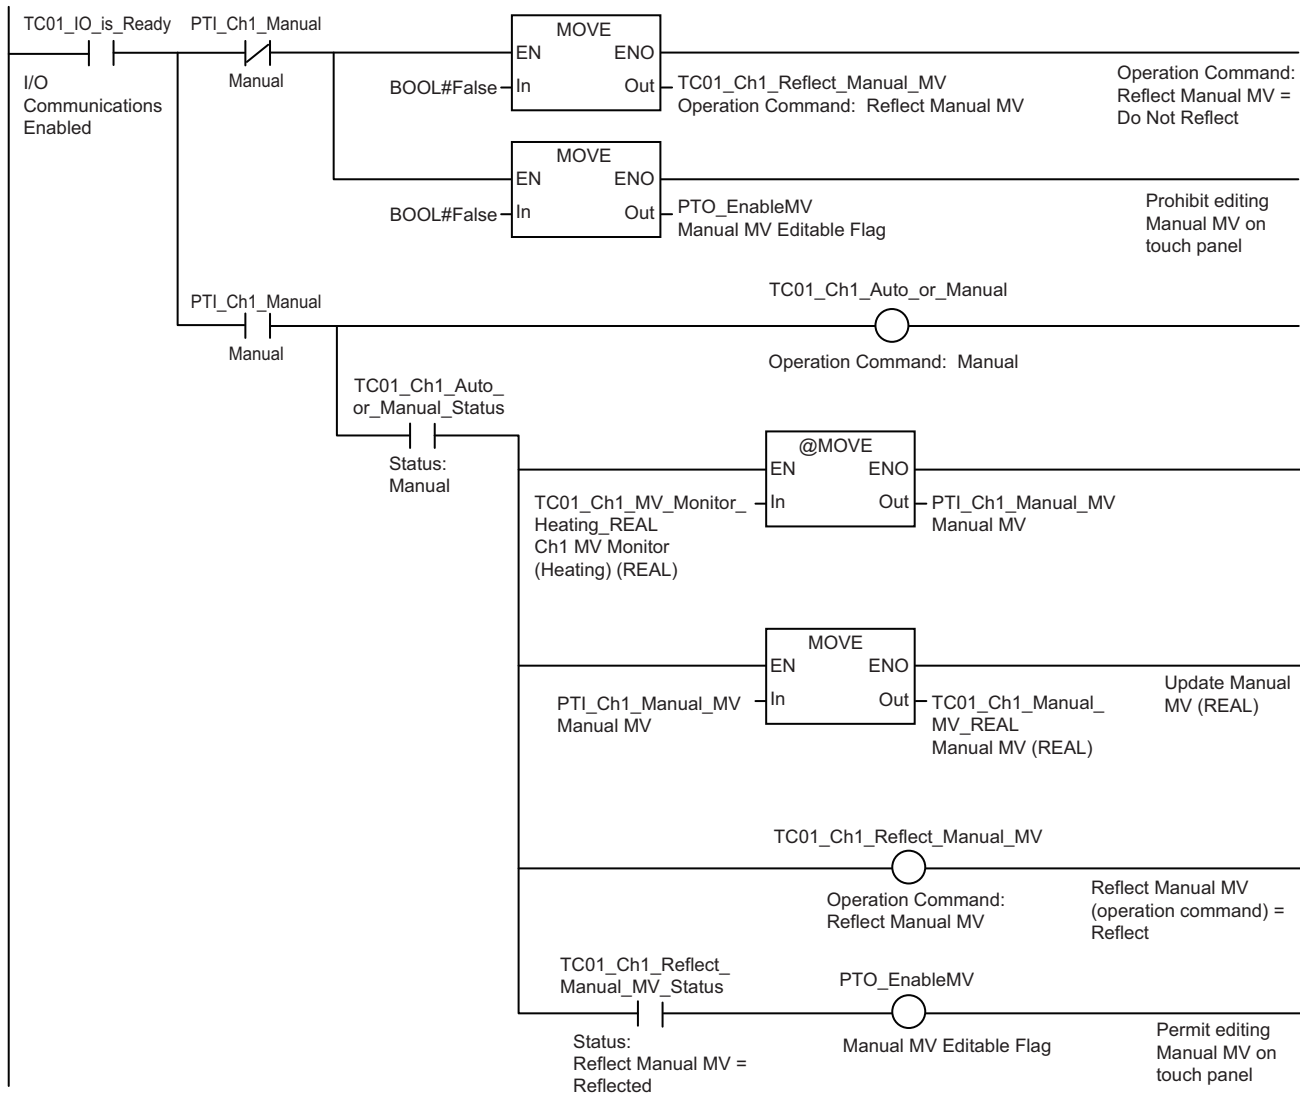 TC01_IO_is_Ready
I/O
Communications
Enabled
PTI_Ch1_Manual
Manual
MOVE
EN
ENO
BOOL#False
In
Out
TC01_Ch1_Reflect_Manual_MV
Operation Command: Reflect Manual MV
Operation Command:
Reflect Manual MV =
Do Not Reflect
MOVE
EN
ENO
BOOL#False
In
Out
PTO_EnableMV
Manual MV Editable Flag
Prohibit editing
Manual MV on
touch panel
PTI_Ch1_Manual
Manual
TC01_Ch1_Auto_or_Manual
Operation Command: Manual
TC01_Ch1_Auto_
or_Manual_Status
Status:
Manual
@MOVE
EN
ENO
TC01_Ch1_MV_Monitor_
Heating_REAL
Ch1 MV Monitor
(Heating) (REAL)
In
Out
PTI_Ch1_Manual_MV
Manual MV
MOVE
EN
ENO
PTI_Ch1_Manual_MV
Manual MV
In
Out
TC01_Ch1_Manual_
MV_REAL
Manual MV (REAL)
Update Manual
MV (REAL)
TC01_Ch1_Reflect_Manual_MV
Operation Command:
Reflect Manual MV
Reflect Manual MV
(operation command) =
Reflect
TC01_Ch1_Reflect_
Manual_MV_Status
Status:
Reflect Manual MV =
Reflected
PTO_EnableMV
Manual MV Editable Flag
Permit editing
Manual MV on
touch panel